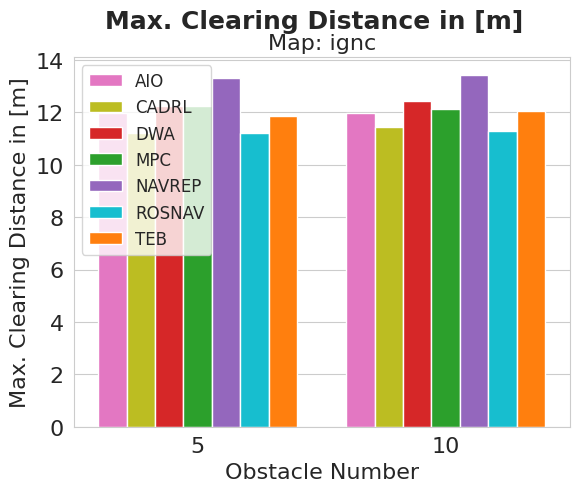 Max. Clearing Distance in [m]
Map: ignc
Max. Clearing Distance in [m]
14
12
10
8
6
4
2
0
AIO
CADRL
DWA
MPC
NAVREP
ROSNAV
TEB
5
10
Obstacle Number